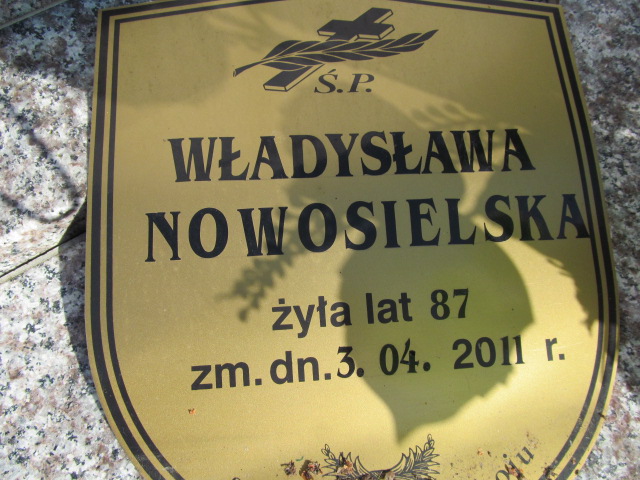 Ś.P.
WŁADYSŁAWA
NOWOSIELSKA
żyła lat 87
zm. dn. 3. 04. 2011 r.